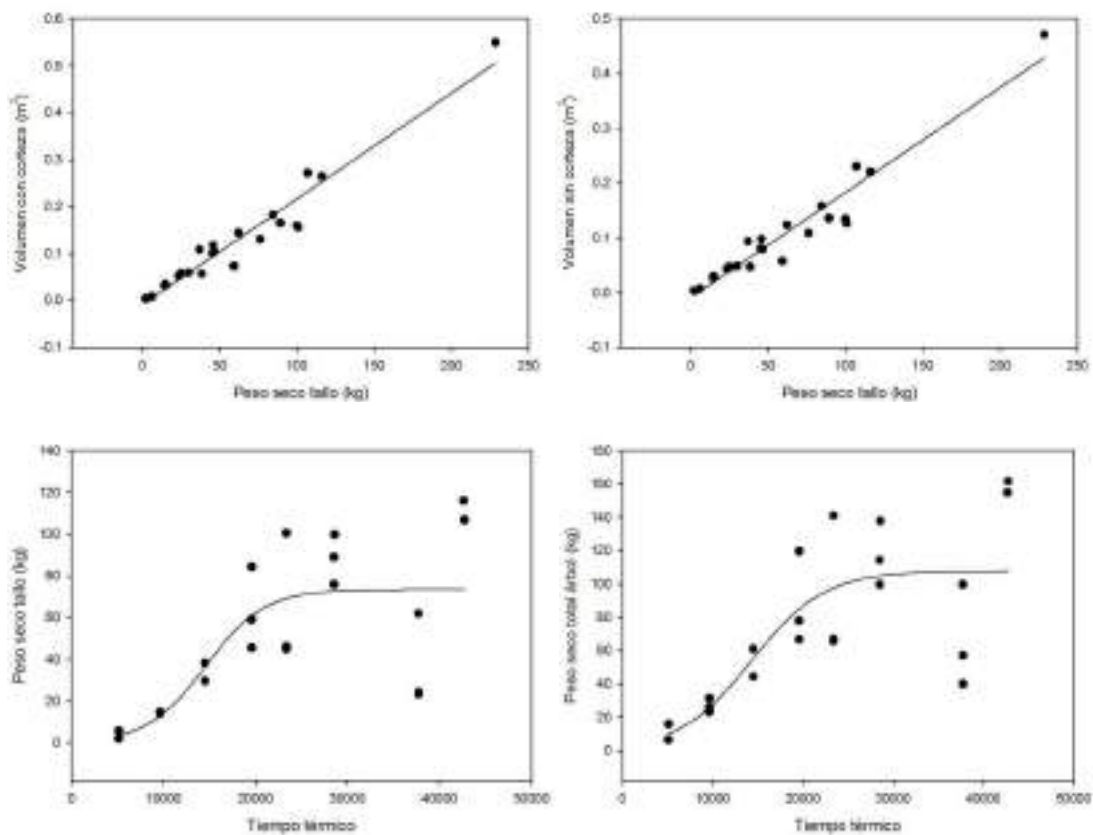 0.6
0.5
0.4
0.3
0.2
0.1
0.0
-0.1
Volumen con corteza (m³)
0 50 100 150 200 250
Peso seco tallo (kg)
0.5
0.4
0.3
0.2
0.1
0.0
-0.1
Volumen sin corteza (m³)
0 50 100 150 200 250
Peso seco tallo (kg)
140
120
100
80
60
40
20
0
Peso seco tallo (kg)
0 10000 20000 30000 40000 50000
Tiempo térmico
180
160
140
120
100
80
60
40
20
0
Peso seco total árbol (kg)
0 10000 20000 30000 40000 50000
Tiempo térmico